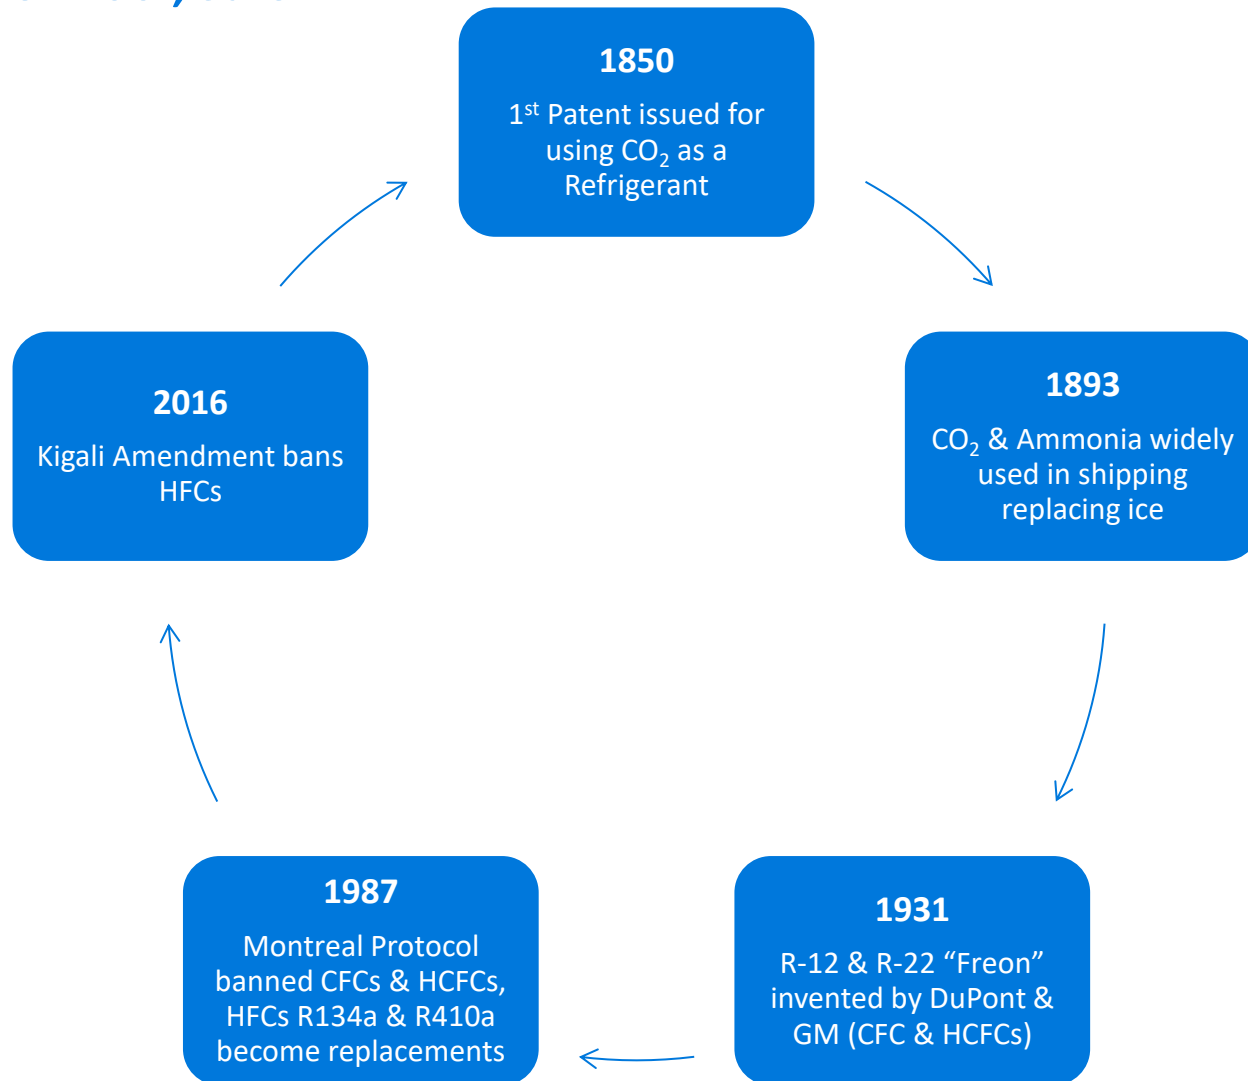 1850
1st Patent issued for
using CO₂ as a
Refrigerant
1893
CO₂ & Ammonia widely
used in shipping
replacing ice
1931
R-12 & R-22 “Freon”
invented by DuPont &
GM (CFC & HCFCs)
1987
Montreal Protocol
banned CFCs & HCFCs,
HFCs R134a & R410a
become replacements
2016
Kigali Amendment bans
HFCs